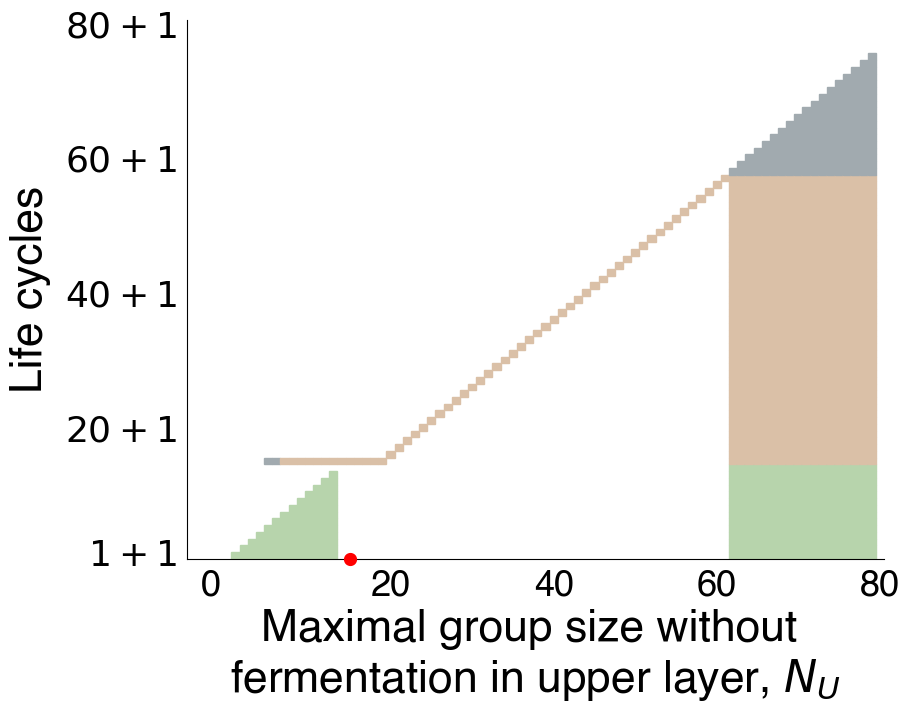 80 + 1
60 + 1
40 + 1
20 + 1
1 + 1
Life cycles
0 20 40 60 80
Maximal group size without
fermentation in upper layer, N_U